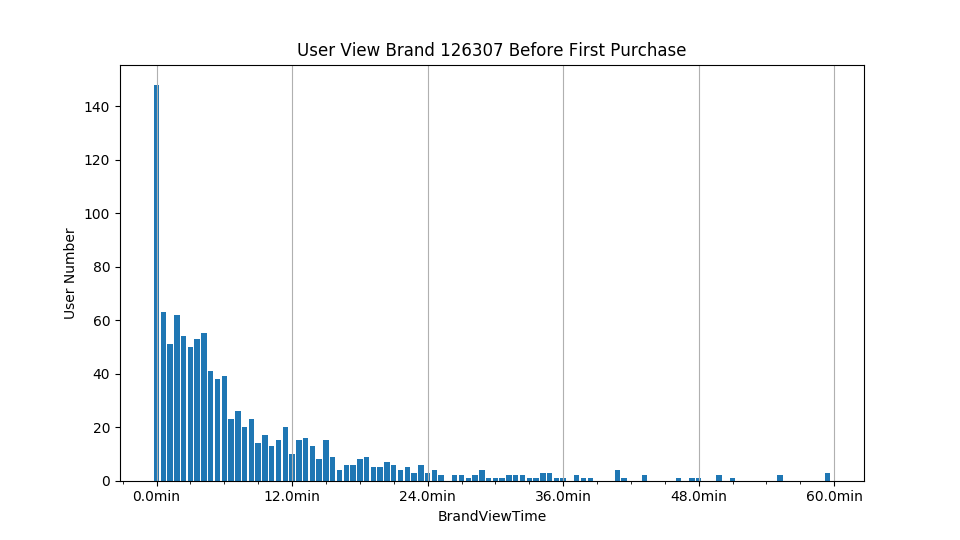 User View Brand 126307 Before First Purchase
140
120
100
80
60
40
20
0
User Number
0.0min 12.0min 24.0min 36.0min 48.0min 60.0min
BrandViewTime